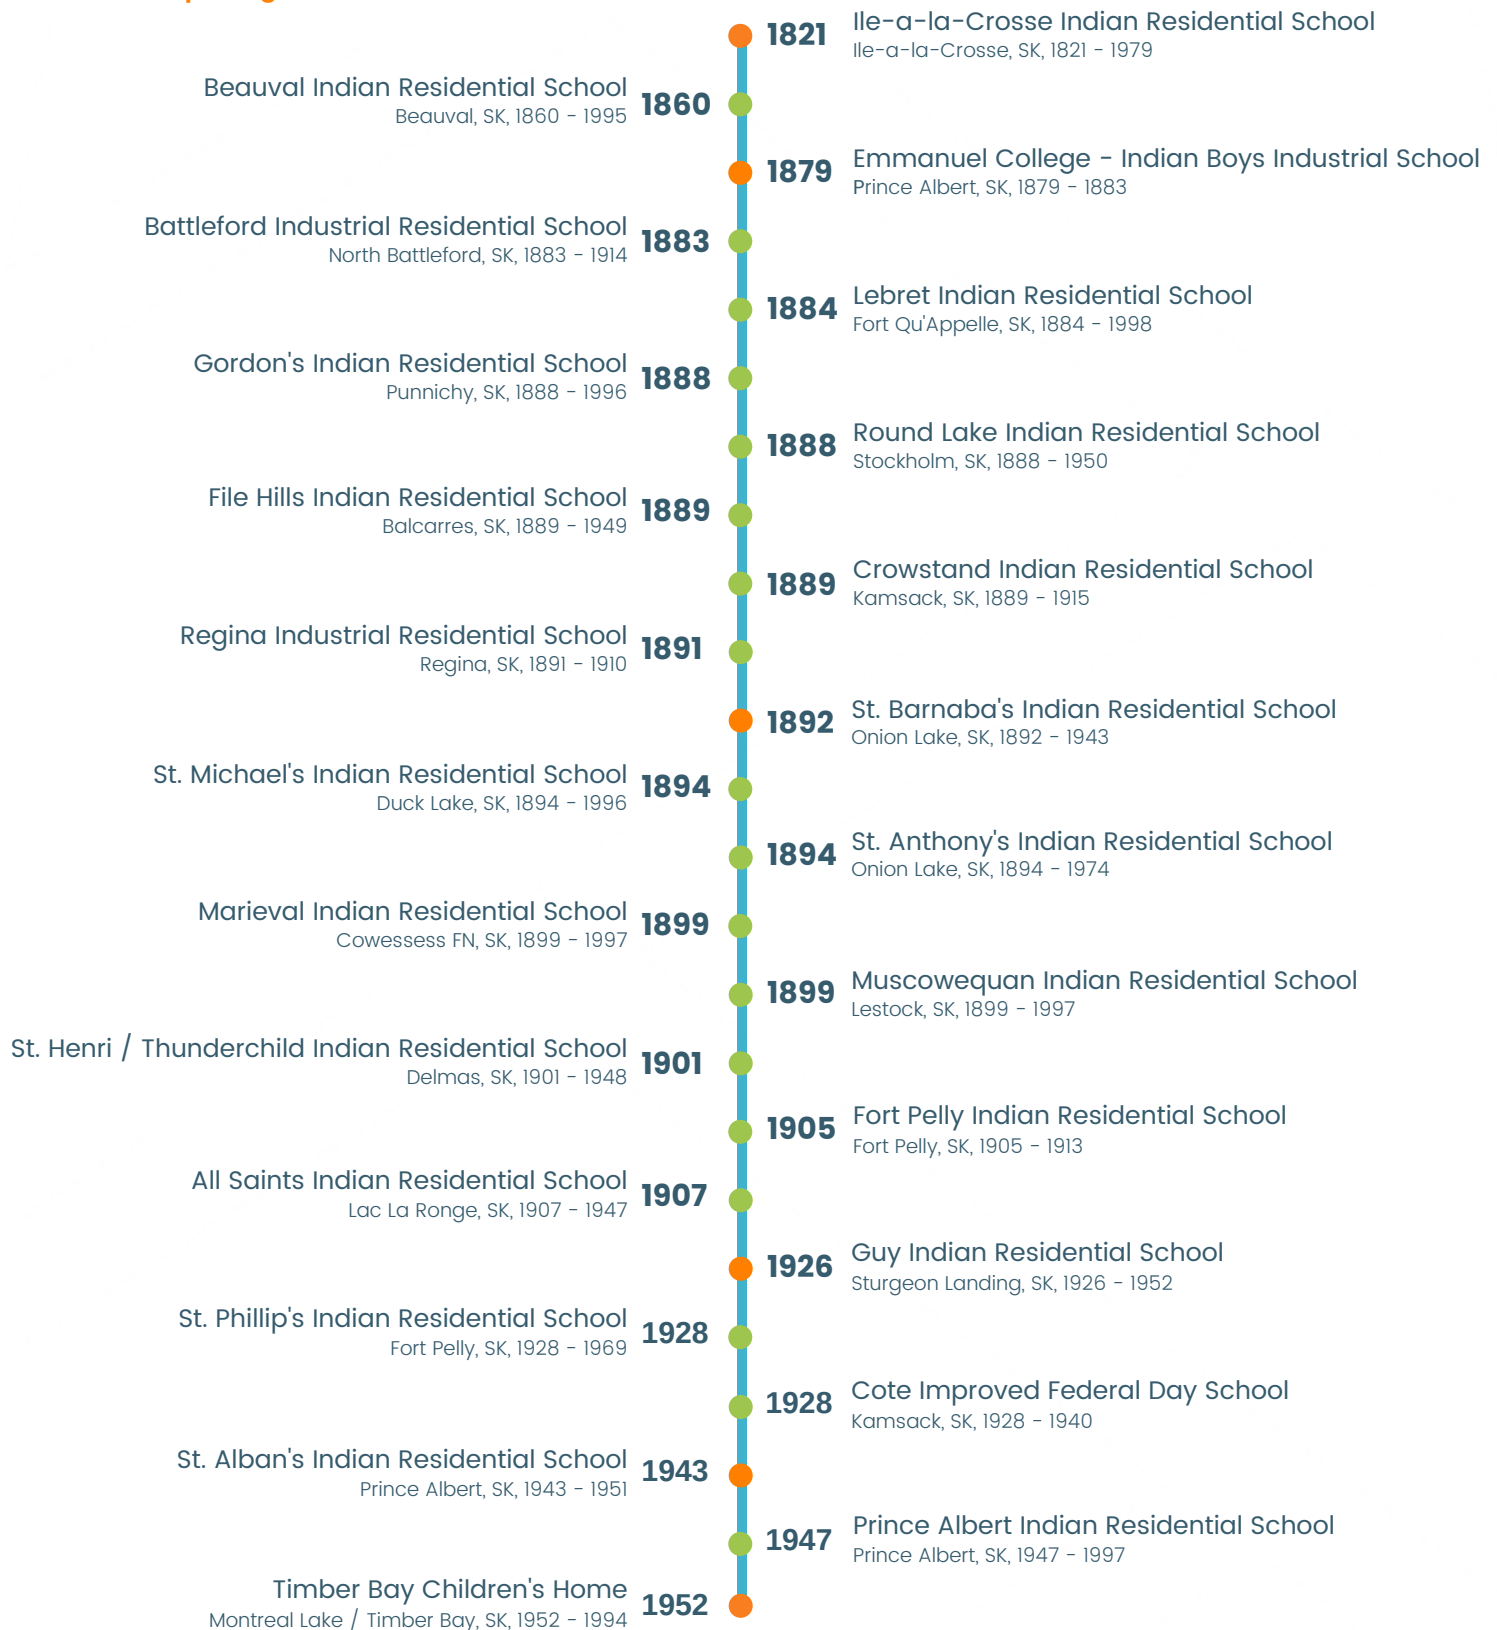 1821
Ile-a-la-Crosse Indian Residential School
Ile-a-la-Crosse, SK, 1821 - 1979
Beauval Indian Residential School
Beauval, SK, 1860 - 1995
1860
1879
Emmanuel College - Indian Boys Industrial School
Prince Albert, SK, 1879 - 1883
Battleford Industrial Residential School
North Battleford, SK, 1883 - 1914
1883
1884
Lebret Indian Residential School
Fort Qu'Appelle, SK, 1884 - 1998
Gordon's Indian Residential School
Punnichy, SK, 1888 - 1996
1888
1888
Round Lake Indian Residential School
Stockholm, SK, 1888 - 1950
File Hills Indian Residential School
Balcarres, SK, 1889 - 1949
1889
1889
Crowstand Indian Residential School
Kamsack, SK, 1889 - 1915
Regina Industrial Residential School
Regina, SK, 1891 - 1910
1891
1892
St. Barnaba's Indian Residential School
Onion Lake, SK, 1892 - 1943
St. Michael's Indian Residential School
Duck Lake, SK, 1894 - 1996
1894
1894
St. Anthony's Indian Residential School
Onion Lake, SK, 1894 - 1974
Marieval Indian Residential School
Cowessess FN, SK, 1899 - 1997
1899
1899
Muscowequan Indian Residential School
Lestock, SK, 1899 - 1997
St. Henri / Thunderchild Indian Residential School
Delmas, SK, 1901 - 1948
1901
1905
Fort Pelly Indian Residential School
Fort Pelly, SK, 1905 - 1913
All Saints Indian Residential School
Lac La Ronge, SK, 1907 - 1947
1907
1926
Guy Indian Residential School
Sturgeon Landing, SK, 1926 - 1952
St. Phillip's Indian Residential School
Fort Pelly, SK, 1928 - 1969
1928
1928
Cote Improved Federal Day School
Kamsack, SK, 1928 - 1940
St. Alban's Indian Residential School
Prince Albert, SK, 1943 - 1951
1943
1947
Prince Albert Indian Residential School
Prince Albert, SK, 1947 - 1997
Timber Bay Children's Home
Montreal Lake / Timber Bay, SK, 1952 - 1994
1952